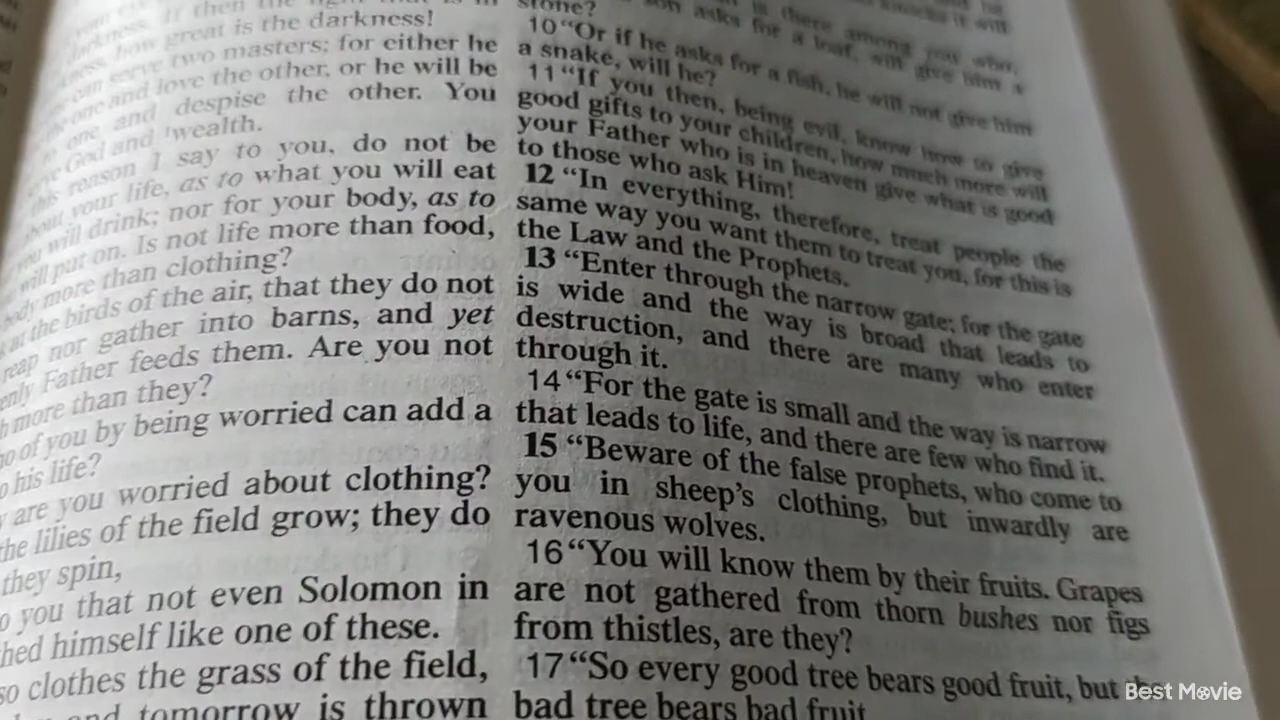 is the darkness!
two masters; for either he
one and love the other, or he will be
one, and despise the other. You
God and ˡwealth.
reason I say to you, do not be
your life, as to what you will eat
you will drink; nor for your body, as to
will put on. Is not life more than food,
body more than clothing?
at the birds of the air, that they do not
reap nor gather into barns, and yet
Father feeds them. Are you not
more than they?
of you by being worried can add a
his life?
are you worried about clothing?
the lilies of the field grow; they do
they spin,
you that not even Solomon in
himself like one of these.
so clothes the grass of the field,
and tomorrow is thrown
stone?
10 “Or if he asks for a fish, he will not give him
a snake, will he?
11 “If you then, being evil, know how to give
good gifts to your children, how much more will
your Father who is in heaven give what is good
to those who ask Him!
12 “In everything, therefore, treat people the
same way you want them to treat you, for this is
the Law and the Prophets.
13 “Enter through the narrow gate; for the gate
is wide and the way is broad that leads to
destruction, and there are many who enter
through it.
14 “For the gate is small and the way is narrow
that leads to life, and there are few who find it.
15 “Beware of the false prophets, who come to
you in sheep’s clothing, but inwardly are
ravenous wolves.
16 “You will know them by their fruits. Grapes
are not gathered from thorn bushes nor figs
from thistles, are they?
17 “So every good tree bears good fruit, but
bad tree bears bad fruit
Best Movie